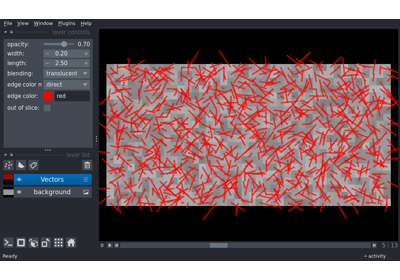 File View Window Plugins Help
layer controls
opacity: 0.70
width: 0.20
length: 2.50
blending: translucent
edge color m direct
edge color: red
out of slice:
layer list
Vectors
background
0 5 13
Ready activity